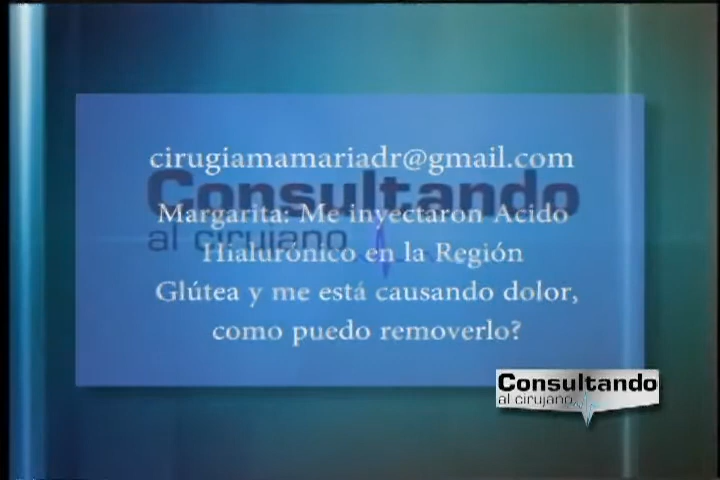 cirugiamamariadr@gmail.com
Consultando
al cirujano
Margarita: Me inyectaron Acido
Hialurónico en la Región
Glútea y me está causando dolor,
como puedo removerlo?
Consultando
al cirujano